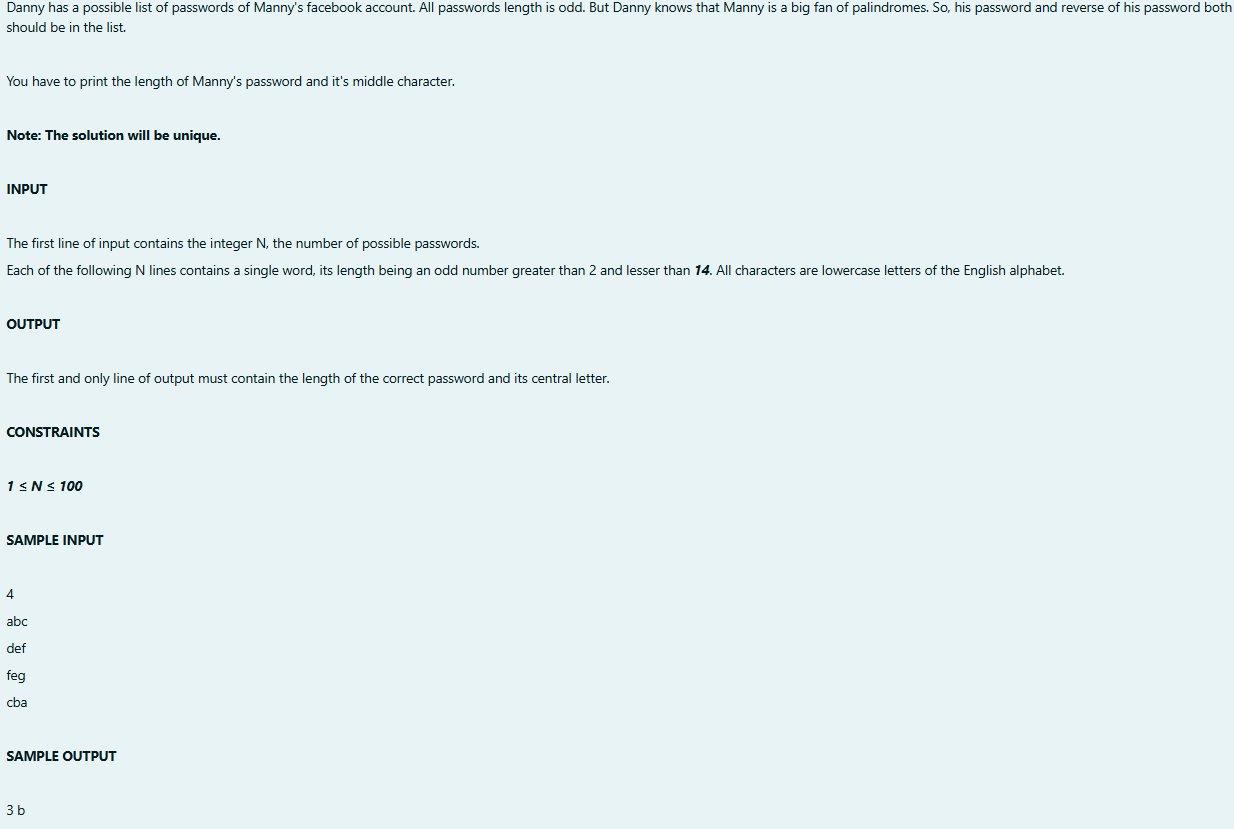 Danny has a possible list of passwords of Manny's facebook account. All passwords length is odd. But Danny knows that Manny is a big fan of palindromes. So, his password and reverse of his password both
should be in the list.
You have to print the length of Manny's password and it's middle character.
Note: The solution will be unique.
INPUT
The first line of input contains the integer N, the number of possible passwords.
Each of the following N lines contains a single word, its length being an odd number greater than 2 and lesser than 14. All characters are lowercase letters of the English alphabet.
OUTPUT
The first and only line of output must contain the length of the correct password and its central letter.
CONSTRAINTS
1 ≤ N ≤ 100
SAMPLE INPUT
4
abc
def
feg
cba
SAMPLE OUTPUT
3 b